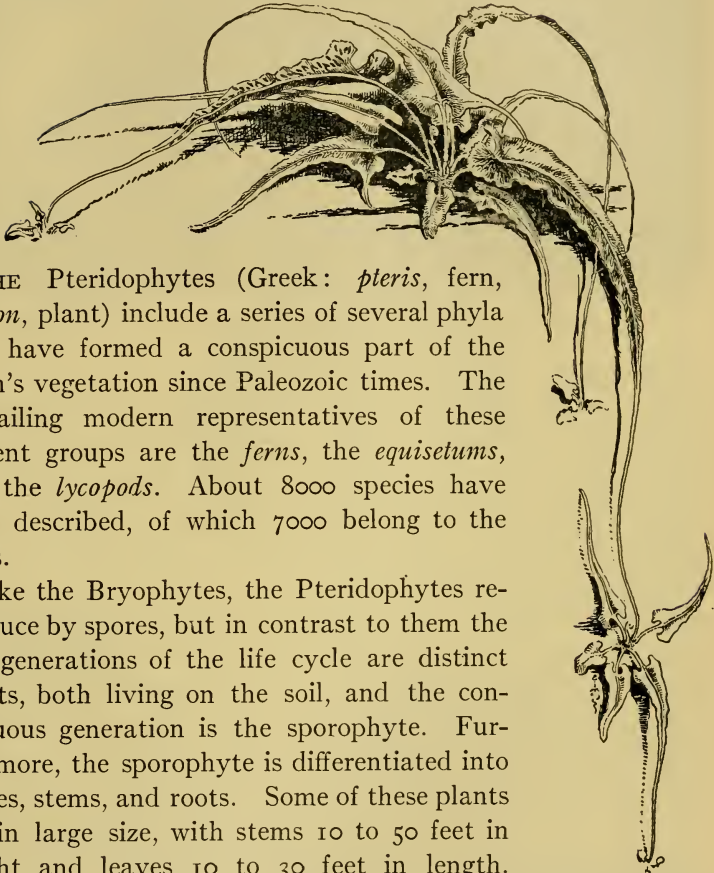 HE Pteridophytes (Greek: pteris, fern,
on, plant) include a series of several phyla
have formed a conspicuous part of the
n's vegetation since Paleozoic times. The
ailing modern representatives of these
ent groups are the ferns, the equisetums,
the lycopods. About 8000 species have
described, of which 7000 belong to the
s.
ke the Bryophytes, the Pteridophytes re-
uce by spores, but in contrast to them the
generations of the life cycle are distinct
ts, both living on the soil, and the con-
uous generation is the sporophyte. Fur-
more, the sporophyte is differentiated into
es, stems, and roots. Some of these plants
in large size, with stems 10 to 50 feet in
ht and leaves 10 to 30 feet in length.